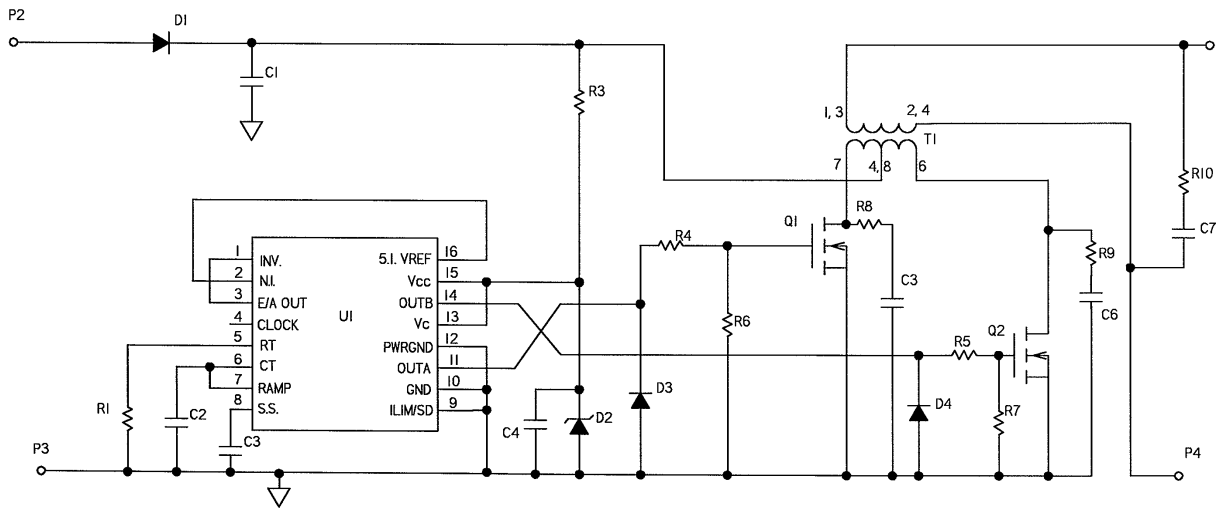 P2
D1
C1
R3
1, 3
2, 4
T1
7
4, 8
6
R10
C7
Q1
R8
R4
R9
C3
C6
1 INV. 5.1. VREF 16
2 N.I. Vcc 15
3 E/A OUT OUTB 14
4 CLOCK Vc 13
U1
5 RT PWRGND 12
6 CT OUTA 11
7 RAMP GND 10
8 S.S. ILIM/SD 9
R6
Q2
R5
R1
C2
C3
C4
D2
D3
D4
R7
P3
P4